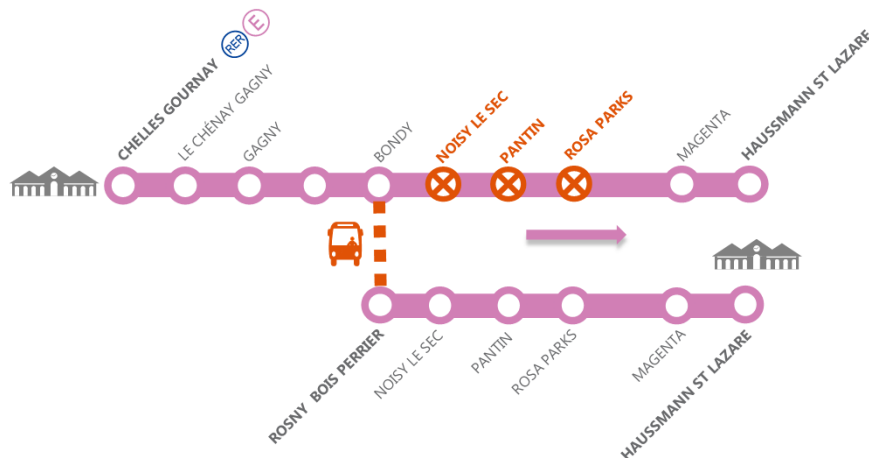 RER
E
CHELLES GOURNAY
LE CHÉNAY GAGNY
GAGNY
BONDY
NOISY LE SEC
PANTIN
ROSA PARKS
MAGENTA
HAUSSMANN ST LAZARE
ROSNY BOIS PERRIER
NOISY LE SEC
PANTIN
ROSA PARKS
MAGENTA
HAUSSMANN ST LAZARE